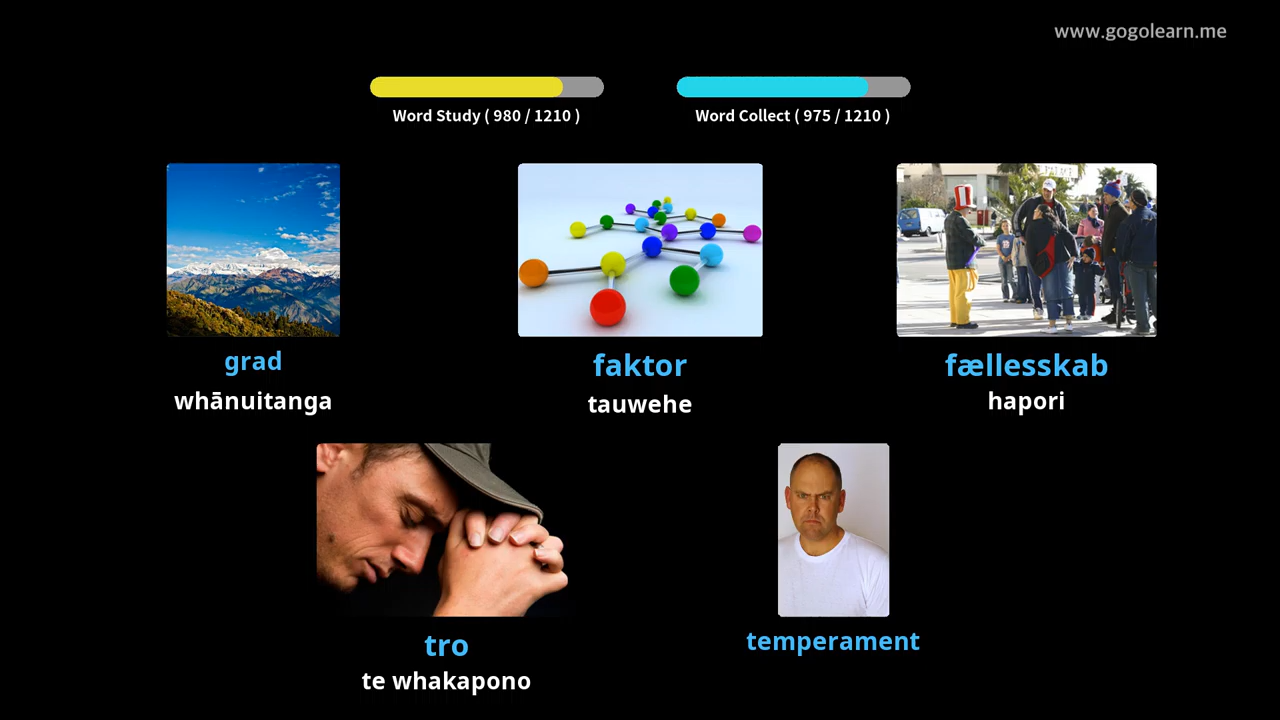 www.gogolearn.me
Word Study ( 980 / 1210 )
Word Collect ( 975 / 1210 )
grad
whānuitanga
faktor
tauwehe
fællesskab
hapori
tro
te whakapono
temperament